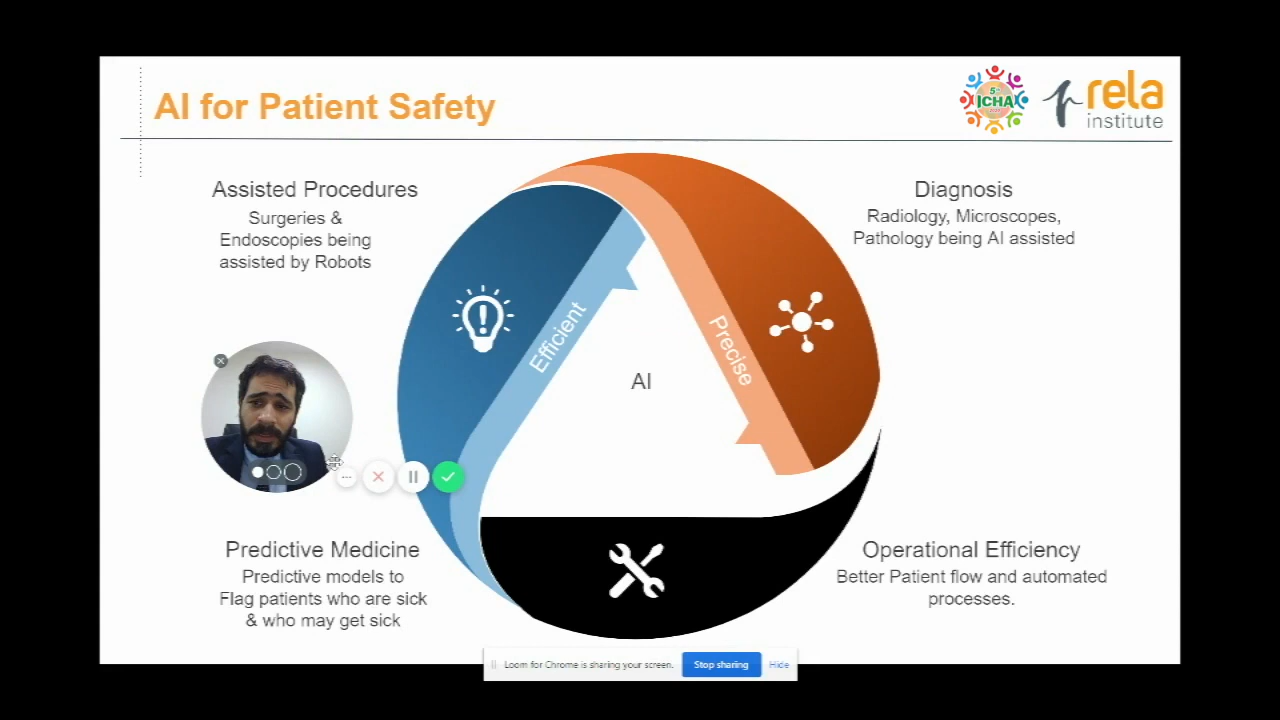 AI for Patient Safety
5th
ICHA
rela
institute
Assisted Procedures
Surgeries &
Endoscopies being
assisted by Robots
Diagnosis
Radiology, Microscopes,
Pathology being AI assisted
Efficient
Precise
AI
Predictive Medicine
Predictive models to
Flag patients who are sick
& who may get sick
Operational Efficiency
Better Patient flow and automated
processes.
Loom for Chrome is sharing your screen.
Stop sharing
Hide